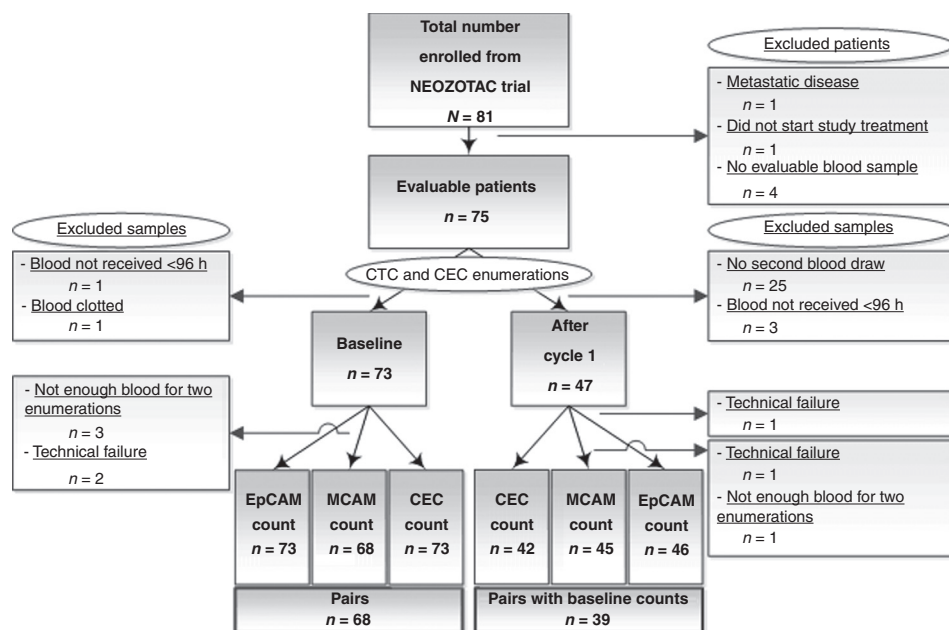 Total number
enrolled from
NEOZOTAC trial
N = 81
Excluded patients
- Metastatic disease
n = 1
- Did not start study treatment
n = 1
- No evaluable blood sample
n = 4
Evaluable patients
n = 75
Excluded samples
- Blood not received <96 h
n = 1
- Blood clotted
n = 1
CTC and CEC enumerations
Excluded samples
- No second blood draw
n = 25
- Blood not received <96 h
n = 3
Baseline
n = 73
After
cycle 1
n = 47
- Not enough blood for two
enumerations
n = 3
- Technical failure
n = 2
- Technical failure
n = 1
- Technical failure
n = 1
- Not enough blood for two
enumerations
n = 1
EpCAM
count
n = 73
MCAM
count
n = 68
CEC
count
n = 73
CEC
count
n = 42
MCAM
count
n = 45
EpCAM
count
n = 46
Pairs
n = 68
Pairs with baseline counts
n = 39